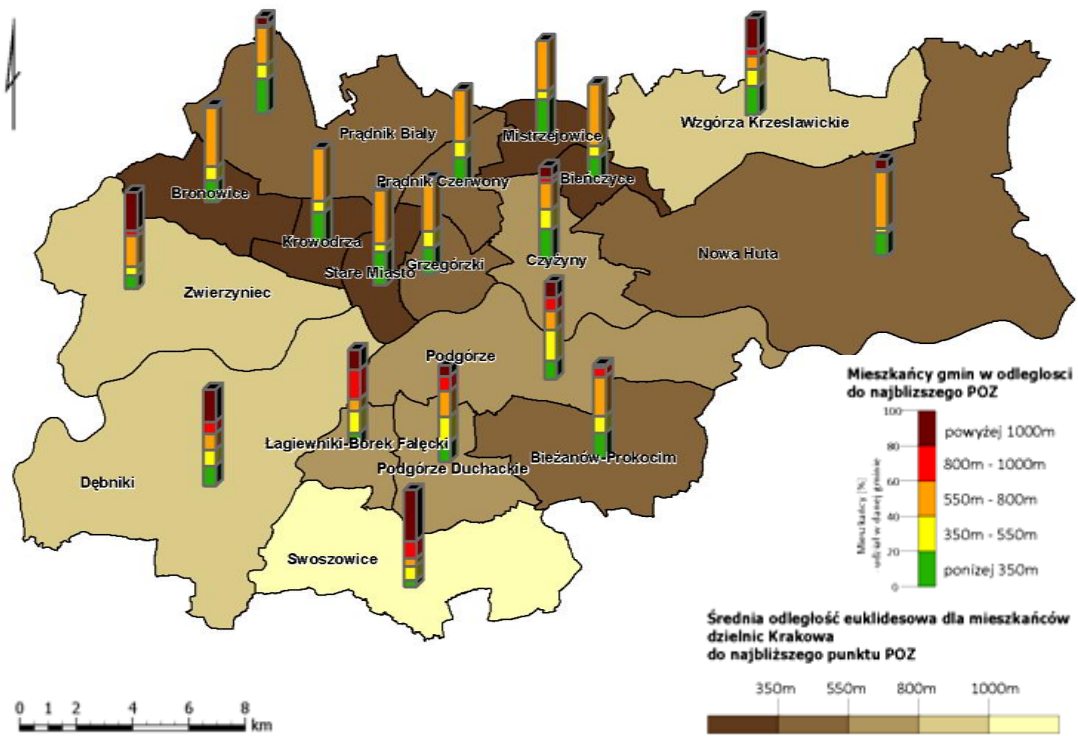 Prądnik Biały
Mistrzejowice
Wzgórza Krzesławickie
Prądnik Czerwony
Bieńczyce
Bronowice
Krowodrza
Stare Miasto
Grzegórzki
Czyżyny
Nowa Huta
Zwierzyniec
Podgórze
Łagiewniki-Borek Fałęcki
Podgórze Duchackie
Bieżanów-Prokocim
Dębniki
Swoszowice
Mieszkańcy gmin w odleglosci
do najblizszego POZ
Mieszkańcy [%]
udział w danej gminie
100
80
60
40
20
0
powyżej 1000m
800m - 1000m
550m - 800m
350m - 550m
poniżej 350m
Średnia odległość euklidesowa dla mieszkańców
dzielnic Krakowa
do najbliższego punktu POZ
350m 550m 800m 1000m
0 1 2 4 6 8
km